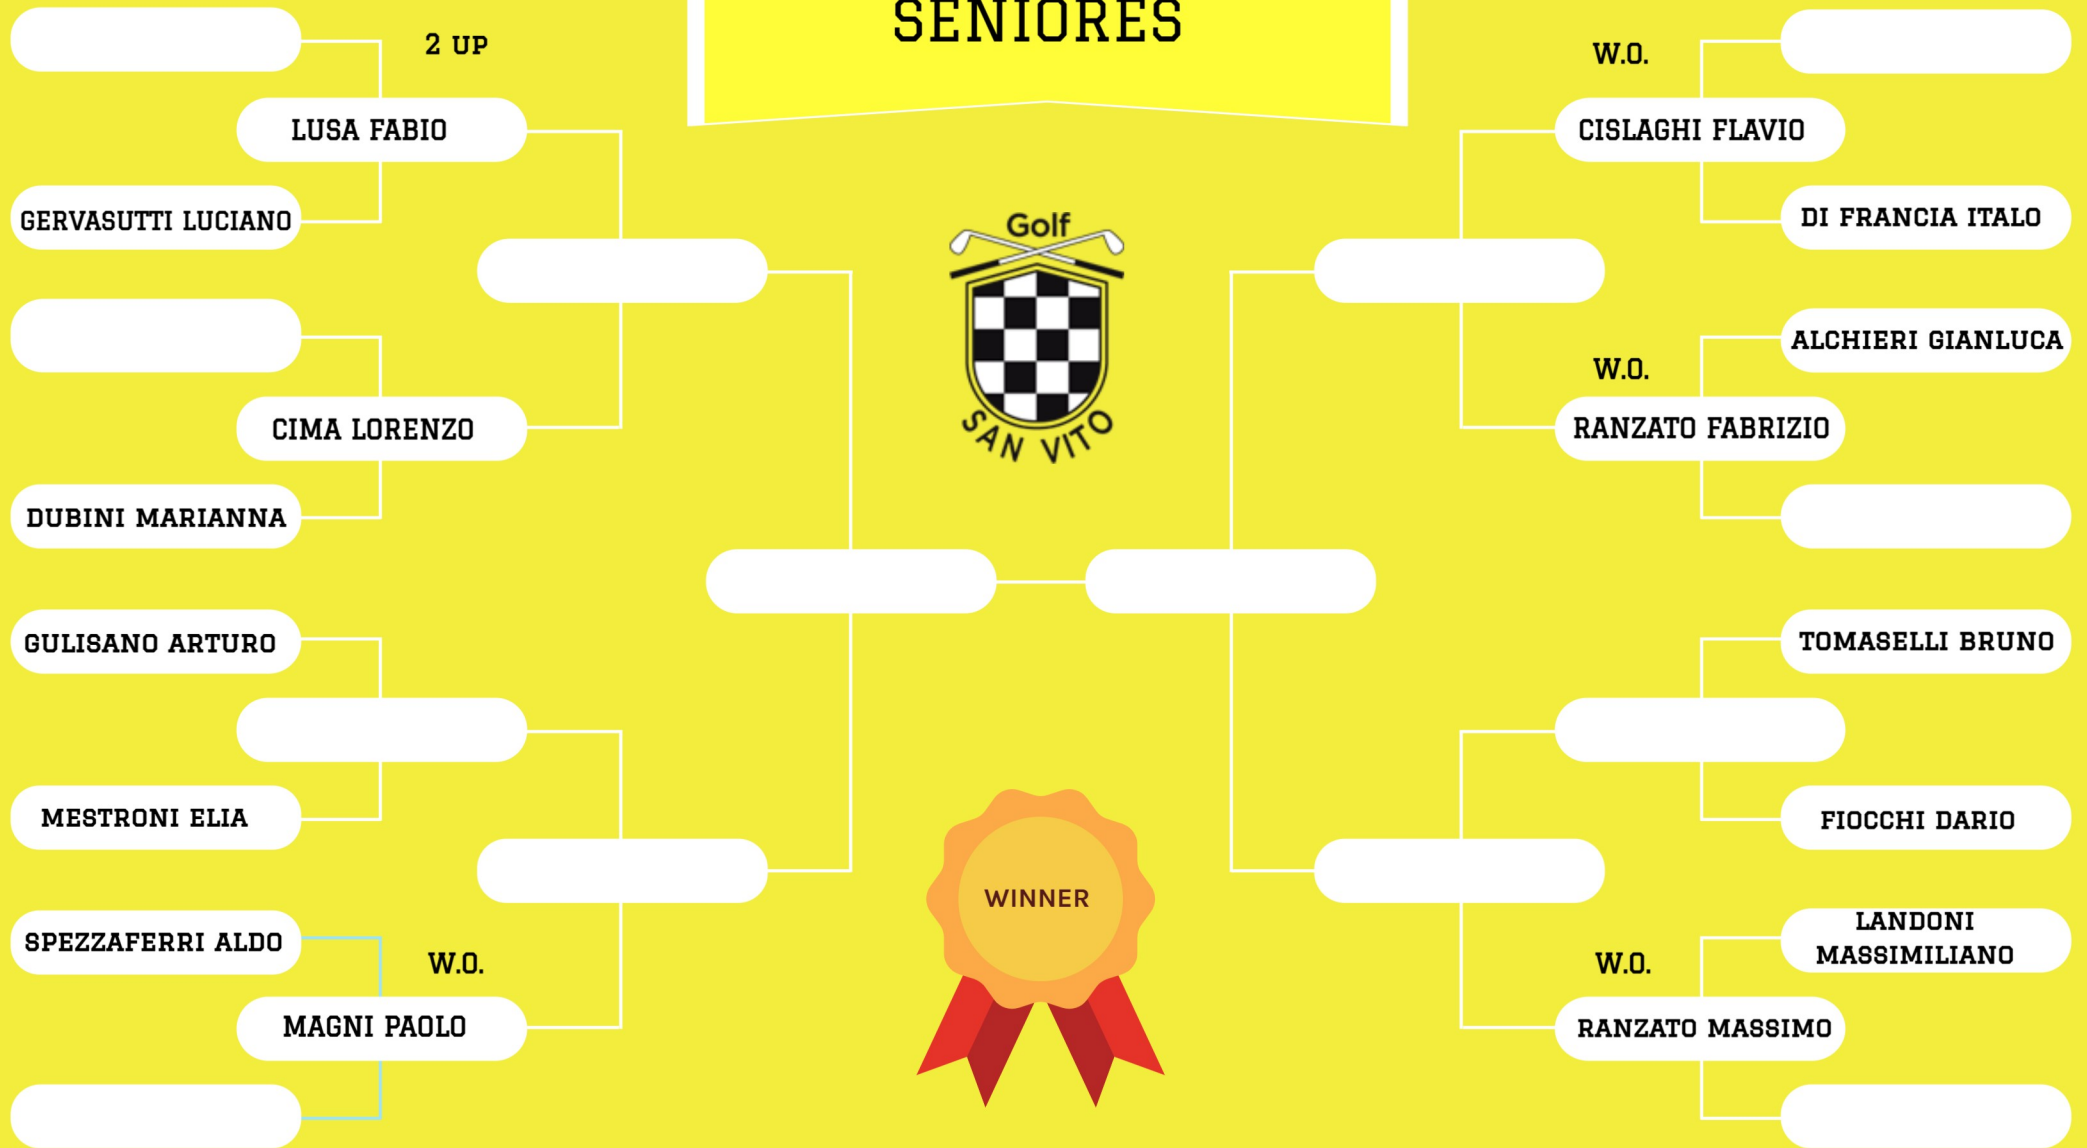 SENIORES
2 UP
LUSA FABIO
GERVASUTTI LUCIANO
CIMA LORENZO
DUBINI MARIANNA
GULISANO ARTURO
MESTRONI ELIA
SPEZZAFERRI ALDO
W.O.
MAGNI PAOLO
Golf
SAN VITO
WINNER
W.O.
CISLAGHI FLAVIO
DI FRANCIA ITALO
ALCHIERI GIANLUCA
W.O.
RANZATO FABRIZIO
TOMASELLI BRUNO
FIOCCHI DARIO
LANDONI
MASSIMILIANO
W.O.
RANZATO MASSIMO